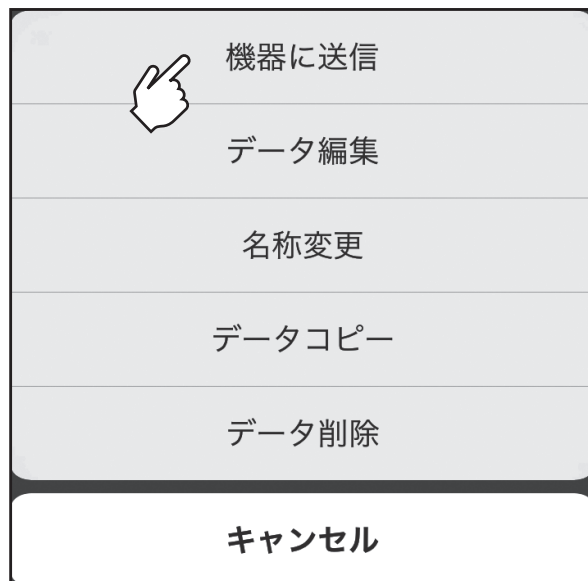 機器に送信
データ編集
名称変更
データコピー
データ削除
キャンセル